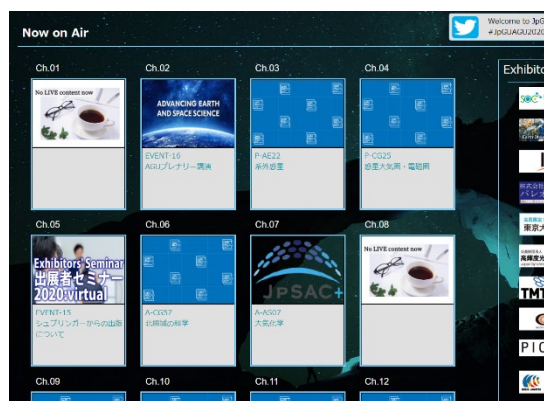 Now on Air
Welcome to JpG
#JpGUAGU2020
Exhibito
Ch.01
No LIVE content now
Ch.02
ADVANCING EARTH
AND SPACE SCIENCE
EVENT-16
AGUプレナリー講演
Ch.03
P-AE22
系外惑星
Ch.04
P-CG25
惑星大気圏・電磁圏
Ch.05
Exhibitors' Seminar
出展者セミナー
2020:virtual
EVENT-15
シュプリンガーからの出版
について
Ch.06
A-CG57
北極域の科学
Ch.07
JpSAC+
A-AS07
大気化学
Ch.08
No LIVE content now
Ch.09
Ch.10
Ch.11
Ch.12
東京大
TMT
PIC